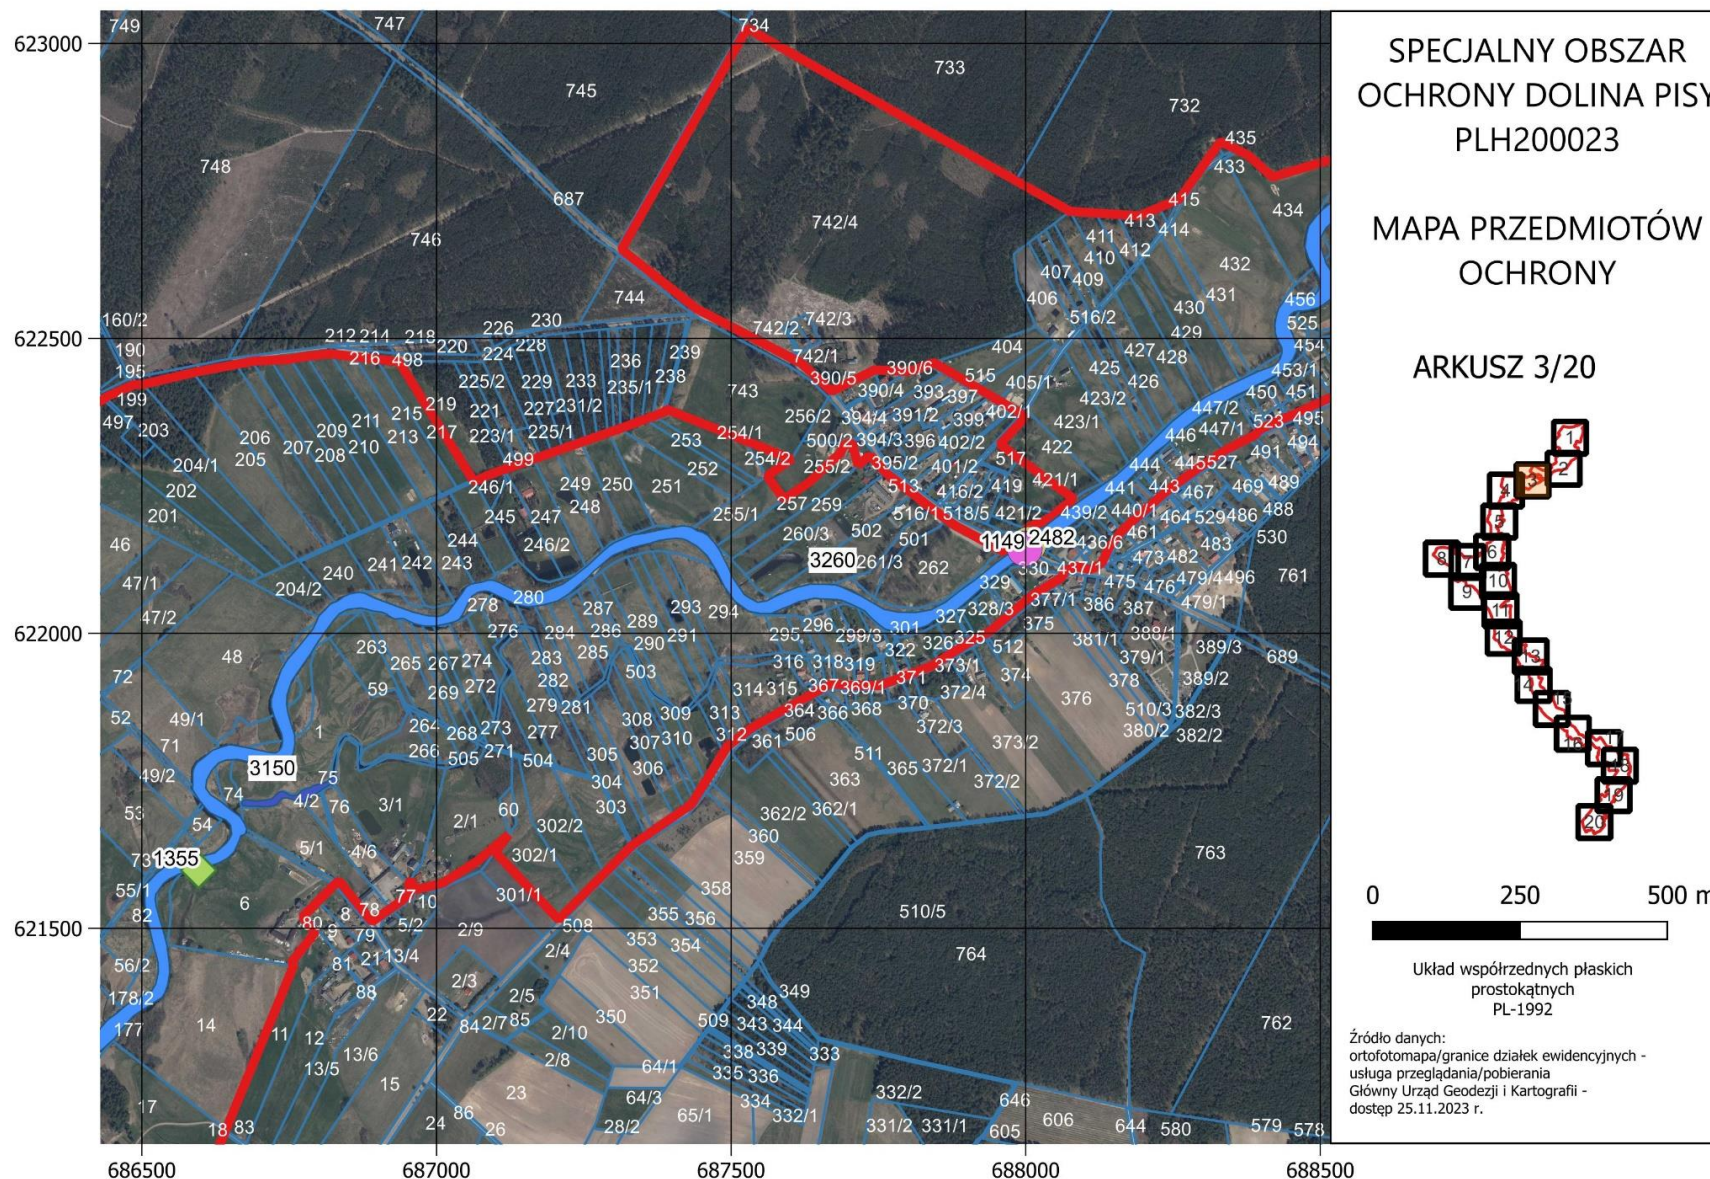 SPECJALNY OBSZAR
OCHRONY DOLINA PISY
PLH200023
MAPA PRZEDMIOTÓW
OCHRONY
ARKUSZ 3/20
1
2
3
4
5
6
7
8
9
10
11
12
13
14
15
16
18
19
20
0 250 500 m
Układ współrzędnych płaskich
prostokątnych
PL-1992
Źródło danych:
ortofotomapa/granice działek ewidencyjnych -
usługa przeglądania/pobierania
Główny Urząd Geodezji i Kartografii -
dostęp 25.11.2023 r.
623000
622500
622000
621500
686500 687000 687500 688000 688500
749 747 734 733
745 732
748 435
433
687 415 434
746 742/4 413 414
411 412
410
407 409 432
744 406 431 456
160/2 230 742/3 430
212 214 218 226 742/2 516/2 429 525
190 216 498 220 228 239 742/1 404 427 454
195 224 236 390/6 428 453/1
199 225/2 229 233 235/1 238 743 390/5 390/4 393 515 405/1 425 426 450 451
497 203 211 215 219 221 227 231/2 256/2 394/4 391/2 397 399 402/1 423/2 447/2 523 495
206 209 213 217 223/1 225/1 254/1 500/2 394/3 396 402/2 423/1 446 447/1 494
204/1 205 207 208 210 499 253 252 254/2 255/2 395/2 401/2 517 422 444 491
202 246/1 249 250 251 257 259 513 416/2 419 421/1 441 443 467 469 489
201 245 247 248 255/1 516/1 518/5 421/2 439/2 440/1 464 529 486 488
46 244 246/2 260/3 502 501 1149 2482 436/6 461 483 530
47/1 240 241 242 243 3260 261/3 262 330 437/1 473 482
204/2 329 475 476 479/4 496 761
47/2 278 280 287 289 293 294 296 301 327 328/3 377/1 386 387 479/1
263 276 284 286 290 291 295 299/3 322 326 325 375 381/1 388/1 389/3
48 265 267 274 283 285 503 316 318 319 512 379/1 689
72 59 269 272 282 314 315 367 369/1 371 373/1 374 376 378 389/2
52 49/1 279 281 308 309 313 364 366 368 370 372/4 510/3 382/3
71 1 264 268 273 277 307 310 312 361 506 372/3 380/2 382/2
3150 266 505 271 504 305 306 511 373/2
49/2 74 75 304 363 365 372/1 372/2
53 54 4/2 76 3/1 60 303 362/2 362/1
5/1 2/1 302/2 360
1355 4/6 302/1 359 763
55/1 77 301/1 358
82 6 80 8 78 10 355 356 510/5
9 79 5/2 2/9 508 353 354
56/2 81 21 13/4 2/4 352 764
178/2 88 2/3 2/5 351 348 349
177 14 11 12 22 84 2/7 85 2/10 350 509 343 344 762
13/6 2/8 338 339 333
13/5 15 64/1 335 336
17 23 64/3 334 332/2 646 606
18 83 24 86 26 28/2 65/1 332/1 331/2 331/1 605 644 580 579 578